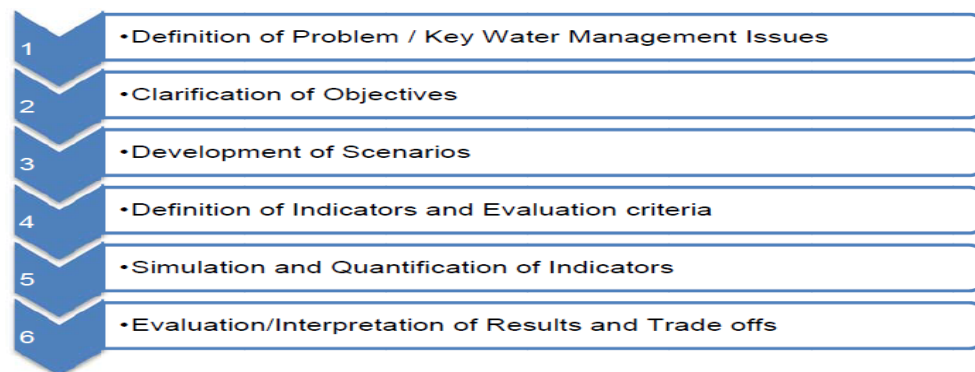 1 •Definition of Problem / Key Water Management Issues
2 •Clarification of Objectives
3 •Development of Scenarios
4 •Definition of Indicators and Evaluation criteria
5 •Simulation and Quantification of Indicators
6 •Evaluation/Interpretation of Results and Trade offs